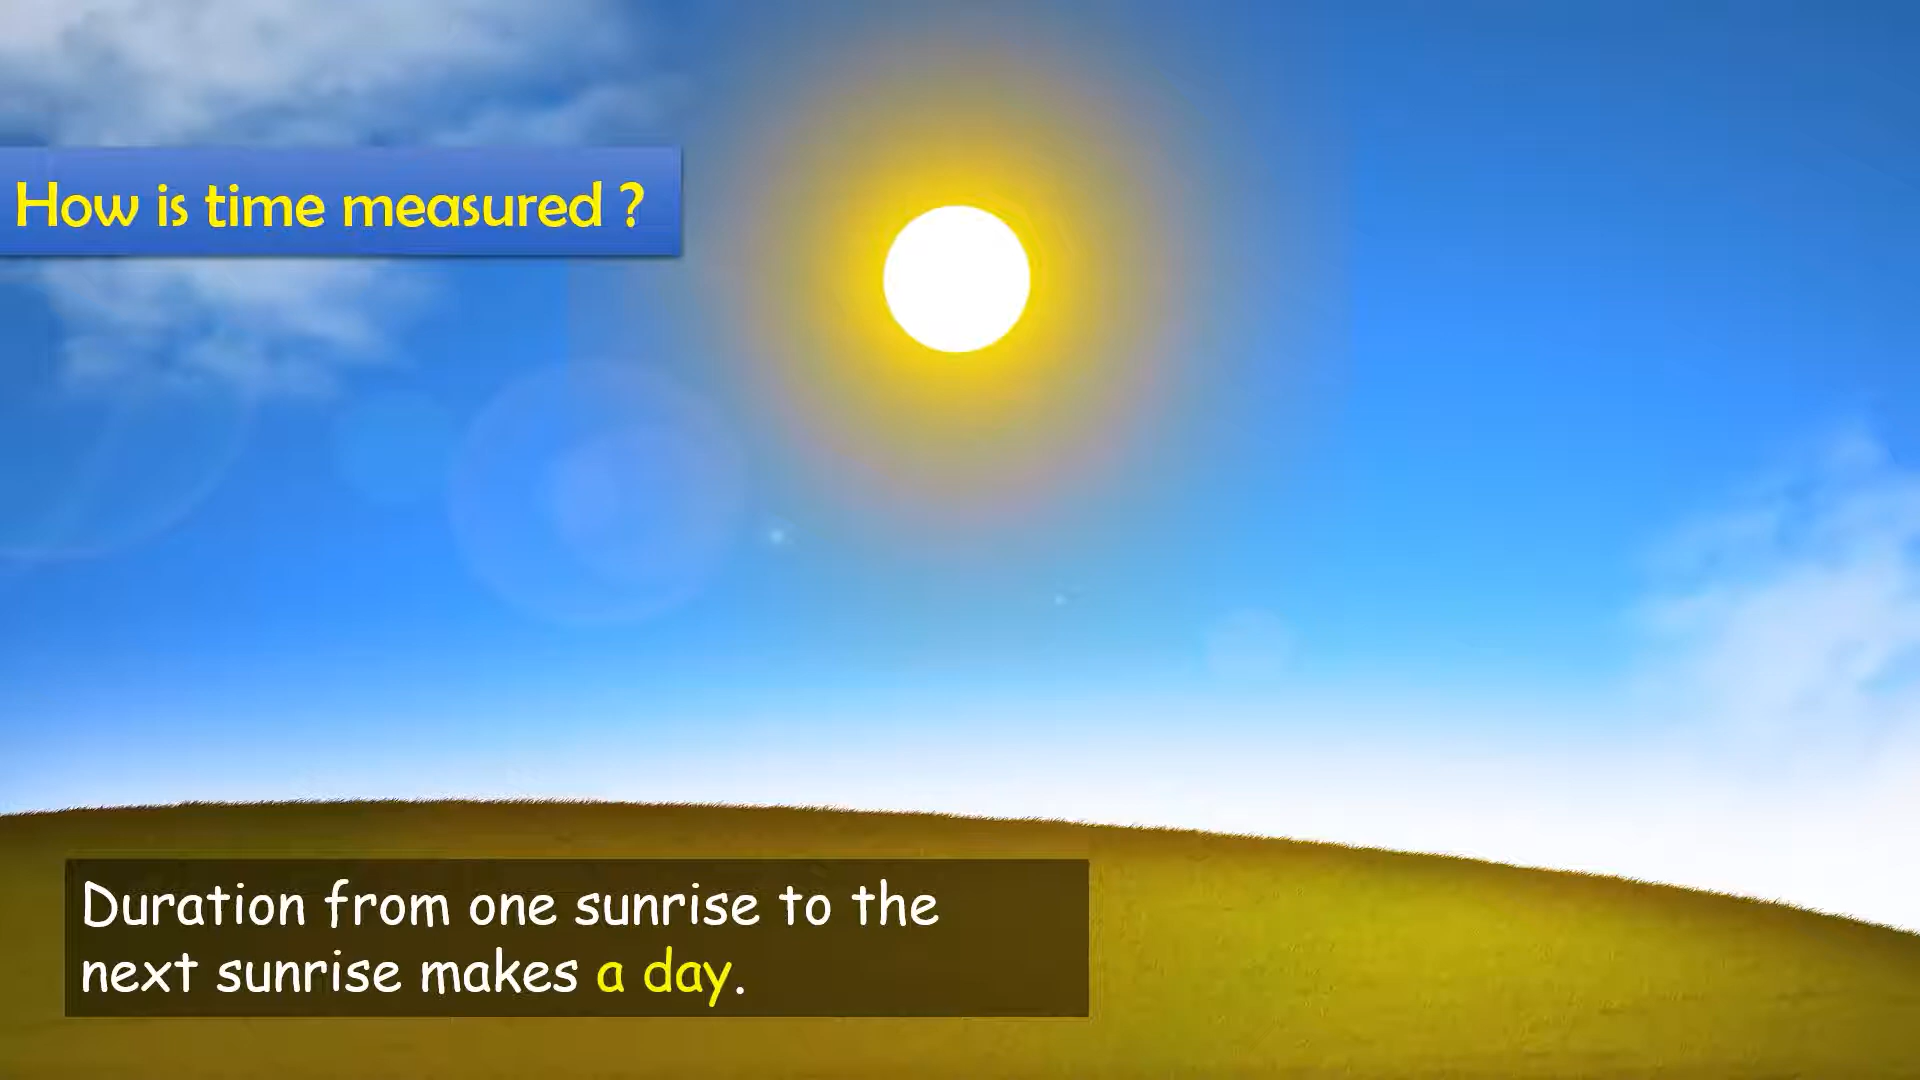 How is time measured ?
Duration from one sunrise to the
next sunrise makes a day.